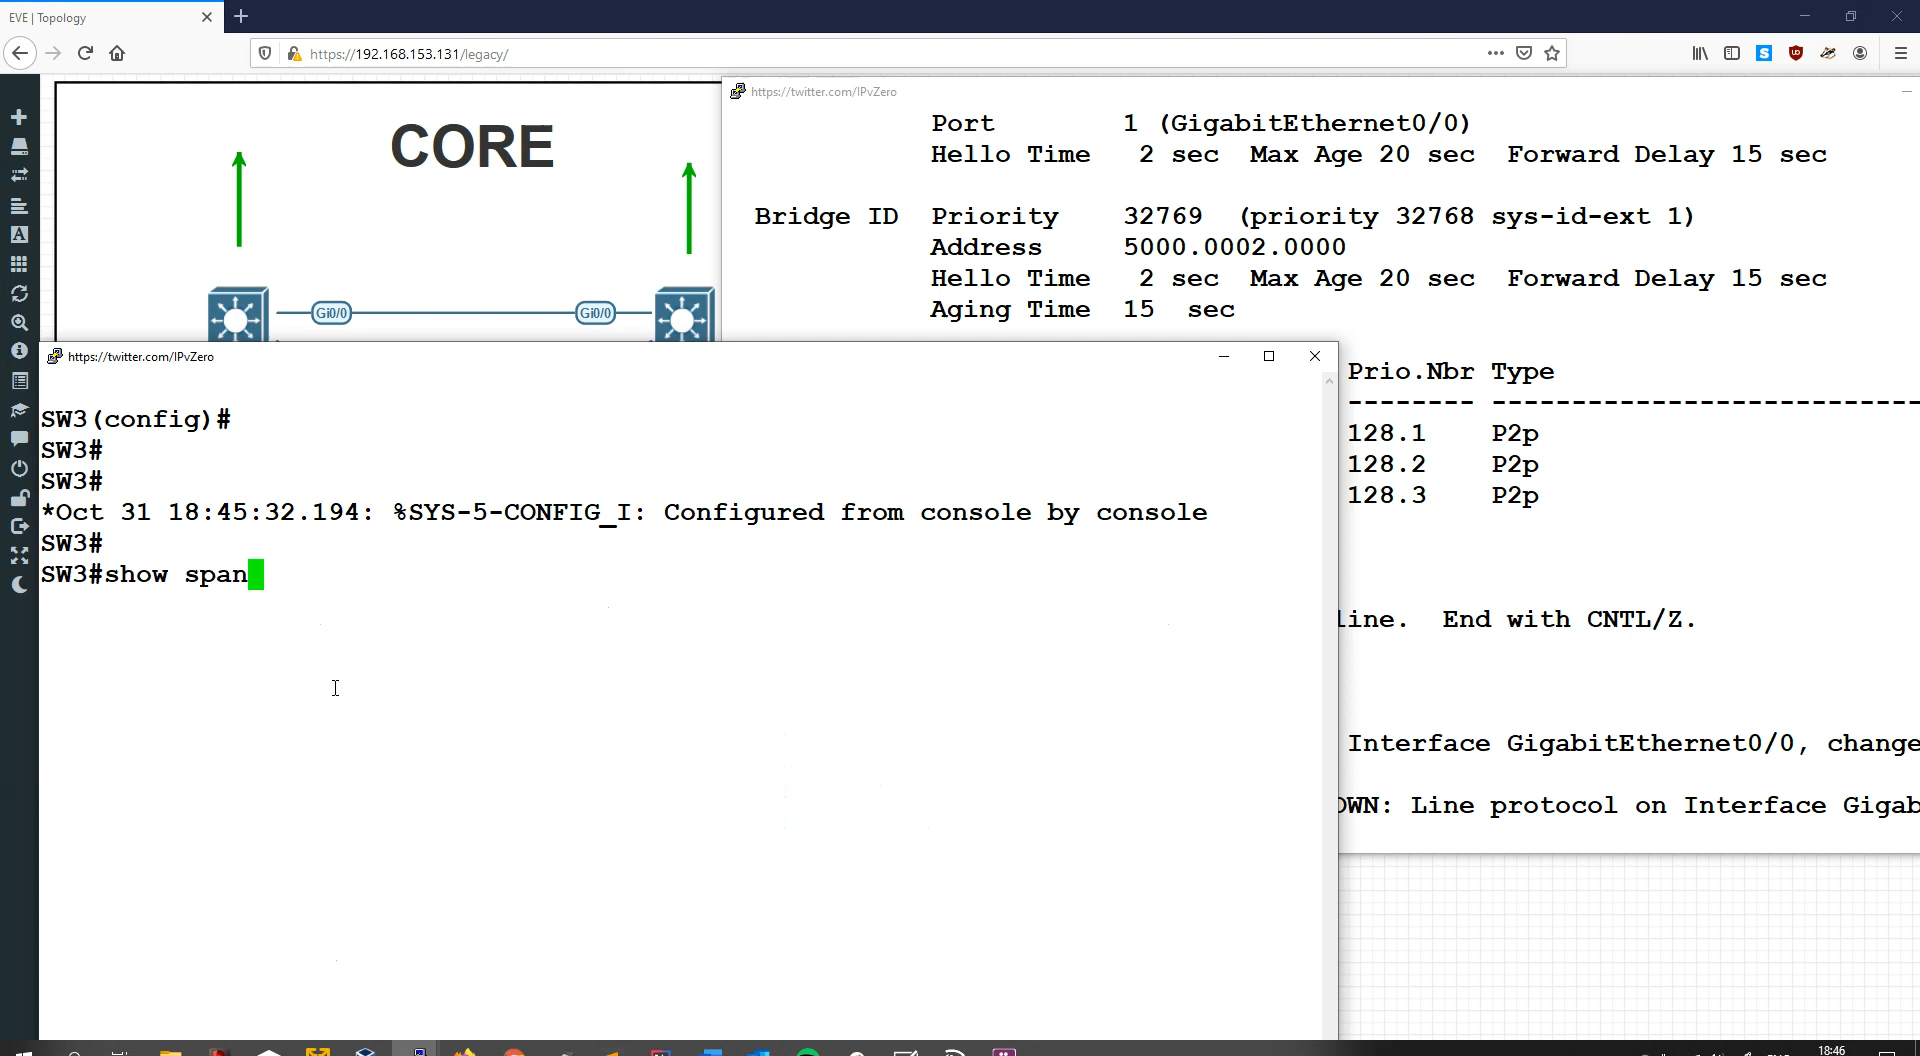 EVE | Topology
https://192.168.153.131/legacy/
CORE
Gi0/0
Gi0/0
https://twitter.com/IPvZero
Port 1 (GigabitEthernet0/0)
Hello Time 2 sec Max Age 20 sec Forward Delay 15 sec
Bridge ID Priority 32769 (priority 32768 sys-id-ext 1)
Address 5000.0002.0000
Hello Time 2 sec Max Age 20 sec Forward Delay 15 sec
Aging Time 15 sec
Prio.Nbr Type
-------- ---------------------------
128.1 P2p
128.2 P2p
128.3 P2p
line. End with CNTL/Z.
Interface GigabitEthernet0/0, change
OWN: Line protocol on Interface Gigab
https://twitter.com/IPvZero
SW3(config)#
SW3#
SW3#
*Oct 31 18:45:32.194: %SYS-5-CONFIG_I: Configured from console by console
SW3#
SW3#show span
18:46